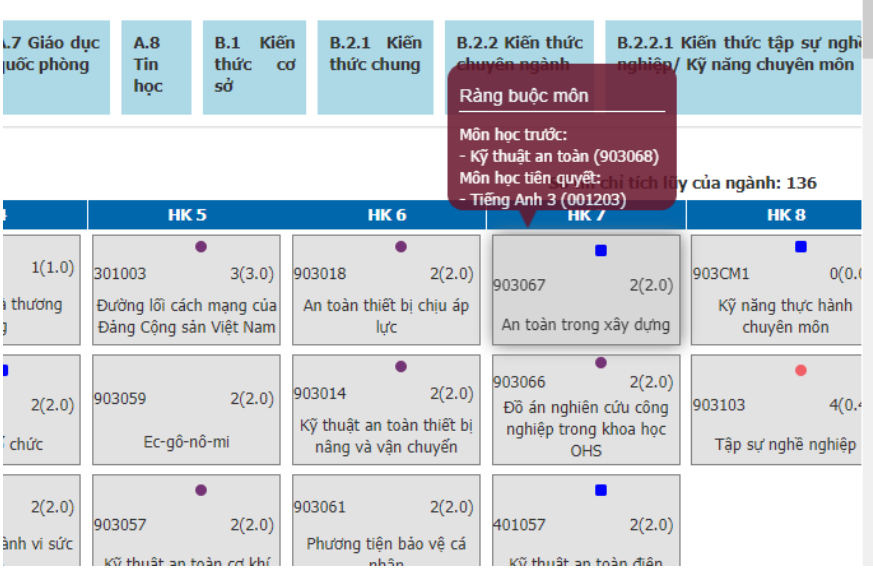 A.7 Giáo dục
quốc phòng
A.8
Tin
học
B.1 Kiến
thức cơ
sở
B.2.1 Kiến
thức chung
B.2.2 Kiến thức
chuyên ngành
B.2.2.1 Kiến thức tập sự nghề
nghiệp/ Kỹ năng chuyên môn
Ràng buộc môn
Môn học trước:
- Kỹ thuật an toàn (903068)
Môn học tiên quyết:
- Tiếng Anh 3 (001203)
chỉ tích lũy của ngành: 136
HK 5
HK 6
HK 7
HK 8
1(1.0)
thương
301003 3(3.0)
Đường lối cách mạng của
Đảng Cộng sản Việt Nam
903018 2(2.0)
An toàn thiết bị chịu áp
lực
903067 2(2.0)
An toàn trong xây dựng
903CM1 0(0.
Kỹ năng thực hành
chuyên môn
2(2.0)
chức
903059 2(2.0)
Ec-gô-nô-mi
903014 2(2.0)
Kỹ thuật an toàn thiết bị
nâng và vận chuyển
903066 2(2.0)
Đồ án nghiên cứu công
nghiệp trong khoa học
OHS
903103 4(0.4
Tập sự nghề nghiệp
2(2.0)
ành vi sức
903057 2(2.0)
Kỹ thuật an toàn cơ khí
903061 2(2.0)
Phương tiện bảo vệ cá
nhân
401057 2(2.0)
Kỹ thuật an toàn điện